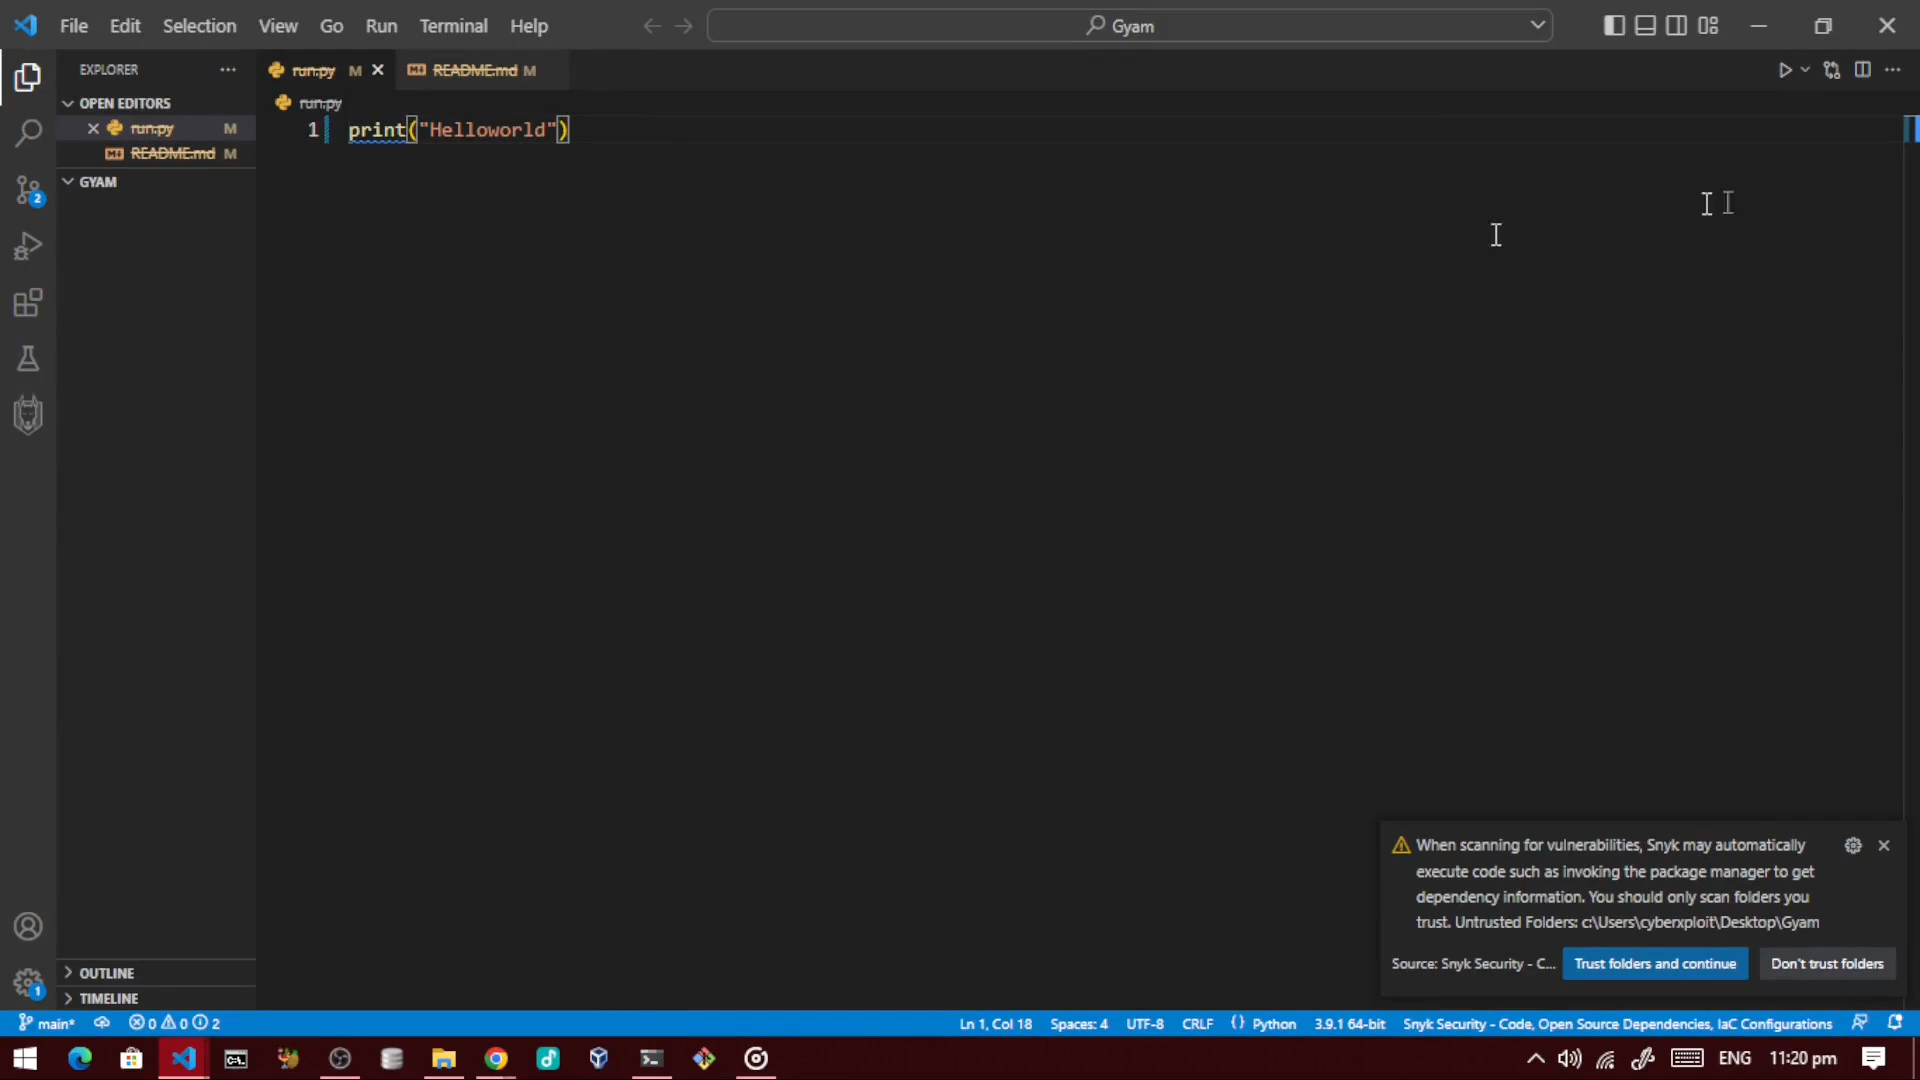 File Edit Selection View Go Run Terminal Help
Gyam
EXPLORER
run.py M
README.md M
OPEN EDITORS
run.py
run.py M
README.md M
1 print("Helloworld")
GYAM
2
When scanning for vulnerabilities, Snyk may automatically
execute code such as invoking the package manager to get
dependency information. You should only scan folders you
trust. Untrusted Folders: c:\Users\cyberxploit\Desktop\Gyam
Source: Snyk Security - C... Trust folders and continue Don't trust folders
OUTLINE
1
TIMELINE
main* 0 0 2 Ln 1, Col 18 Spaces: 4 UTF-8 CRLF {} Python 3.9.1 64-bit Snyk Security - Code, Open Source Dependencies, IaC Configurations
ENG 11:20 pm